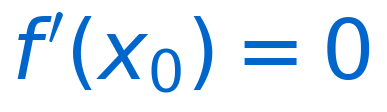 f′(x₀) = 0